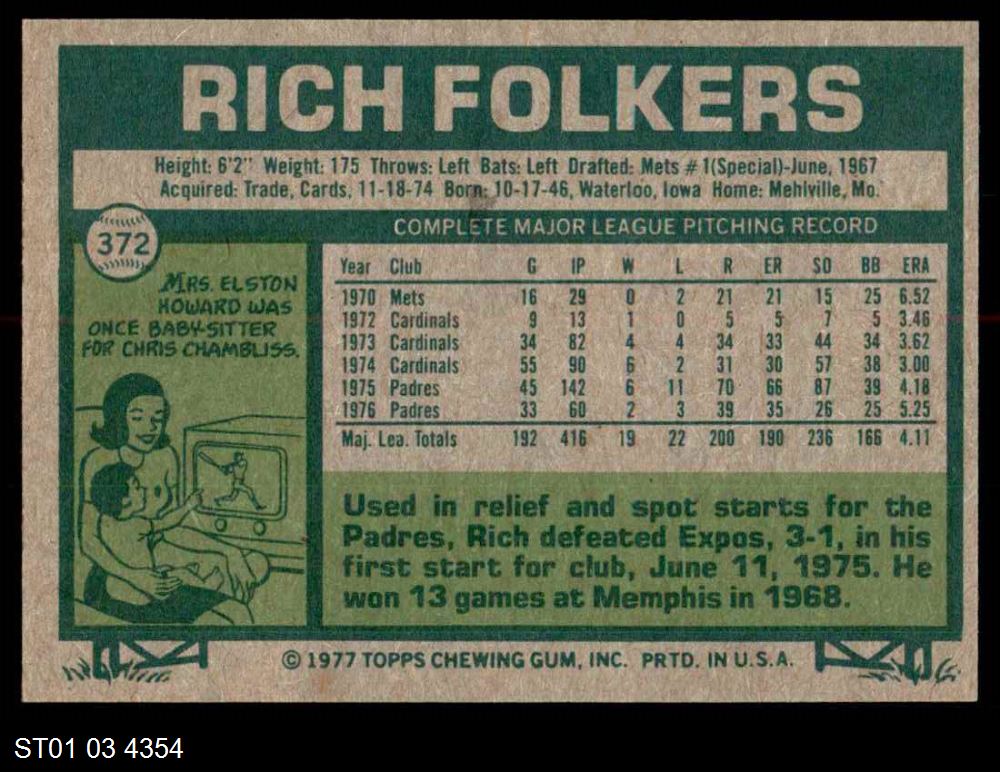 RICH FOLKERS
Height: 6'2" Weight: 175 Throws: Left Bats: Left Drafted: Mets #1(Special)-June, 1967
Acquired: Trade, Cards, 11-18-74 Born: 10-17-46, Waterloo, Iowa Home: Mehlville, Mo.
372
COMPLETE MAJOR LEAGUE PITCHING RECORD
MRS. ELSTON
HOWARD WAS
ONCE BABY-SITTER
FOR CHRIS CHAMBLISS.
Year Club G IP W L R ER SO BB ERA
1970 Mets 16 29 0 2 21 21 15 25 6.52
1972 Cardinals 9 13 1 0 5 5 7 5 3.46
1973 Cardinals 34 82 4 4 34 33 44 34 3.62
1974 Cardinals 55 90 6 2 31 30 57 38 3.00
1975 Padres 45 142 6 11 70 66 87 39 4.18
1976 Padres 33 60 2 3 39 35 26 25 5.25
Maj. Lea. Totals 192 416 19 22 200 190 236 166 4.11
Used in relief and spot starts for the
Padres, Rich defeated Expos, 3-1, in his
first start for club, June 11, 1975. He
won 13 games at Memphis in 1968.
© 1977 TOPPS CHEWING GUM, INC. PRTD. IN U.S.A.
ST01 03 4354